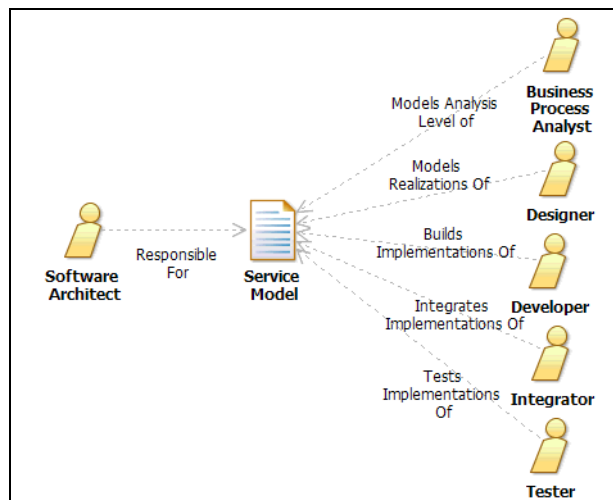 Business
Process
Analyst
Models Analysis
Level of
Models
Realizations Of
Designer
Builds
Implementations Of
Responsible
For
Software
Architect
Service
Model
Developer
Integrates
Implementations Of
Integrator
Tests
Implementations
Of
Tester